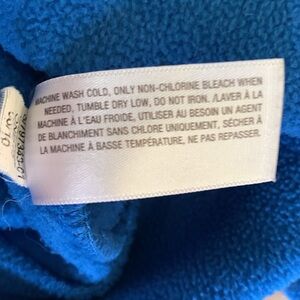 MACHINE WASH COLD, ONLY NON-CHLORINE BLEACH WHEN
NEEDED, TUMBLE DRY LOW, DO NOT IRON. /LAVER À LA
MACHINE À L'EAU FROIDE, UTILISER AU BESOIN UN AGENT
DE BLANCHIMENT SANS CHLORE UNIQUEMENT, SÉCHER À
LA MACHINE À BASSE TEMPÉRATURE, NE PAS REPASSER.